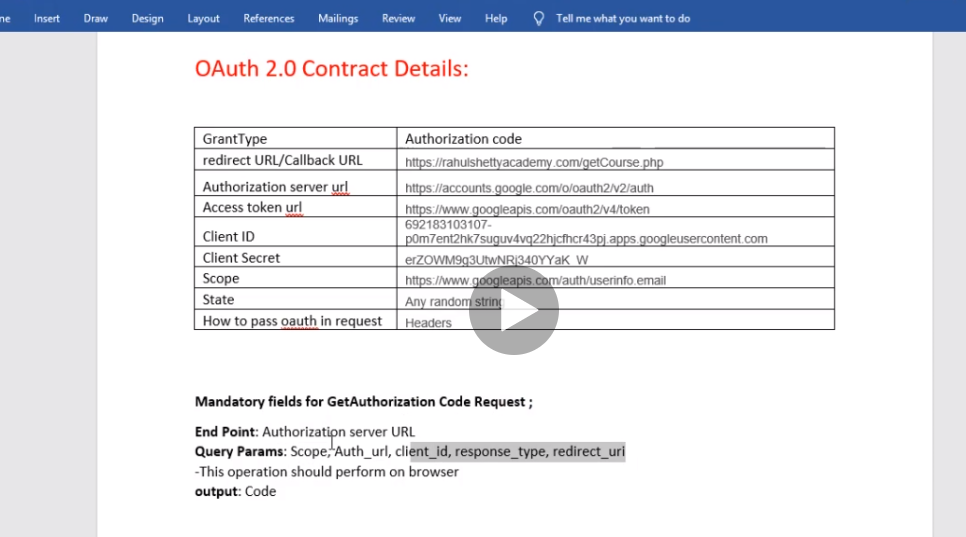 Insert Draw Design Layout References Mailings Review View Help Tell me what you want to do
OAuth 2.0 Contract Details:
GrantType Authorization code
redirect URL/Callback URL https://rahulshettyacademy.com/getCourse.php
Authorization server url https://accounts.google.com/o/oauth2/v2/auth
Access token url https://www.googleapis.com/oauth2/v4/token
692183103107-
Client ID p0m7ent2hk7suguv4vq22hjcfhcr43pj.apps.googleusercontent.com
Client Secret erZOWM9g3UtwNRj340YYaK_W
Scope https://www.googleapis.com/auth/userinfo.email
State Any random string
How to pass oauth in request Headers
Mandatory fields for GetAuthorization Code Request ;
End Point: Authorization server URL
Query Params: Scope, Auth_url, client_id, response_type, redirect_uri
-This operation should perform on browser
output: Code